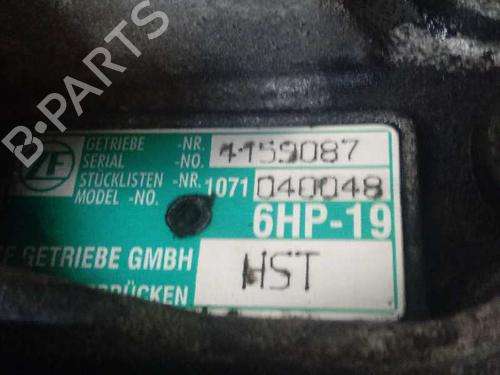 B-PARTS
ZF
GETRIEBE -NR. 4159087
SERIAL -NO.
STÜCKLISTEN -NR. 1071 040048
MODEL -NO.
6HP-19
GETRIEBE GMBH HST